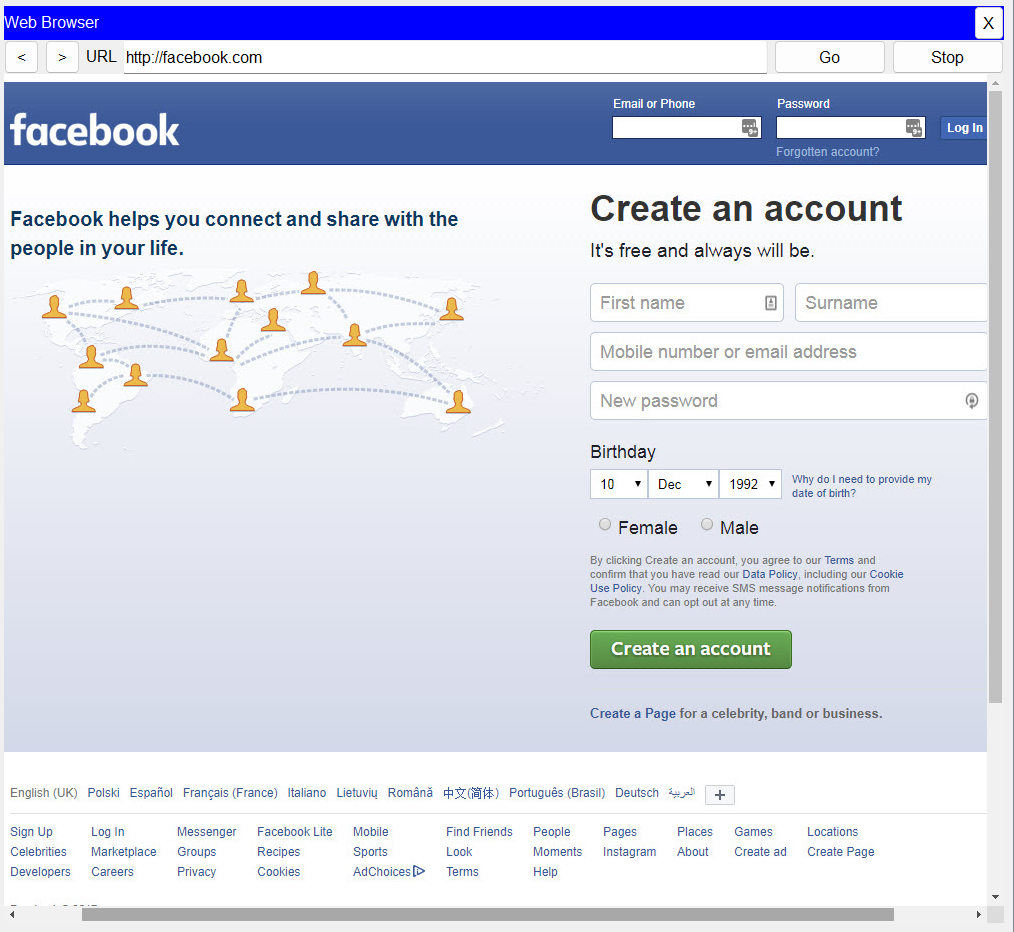 Web Browser
X
< > URL http://facebook.com Go Stop
facebook
Email or Phone
Password
Log In
Forgotten account?
Facebook helps you connect and share with the
people in your life.
Create an account
It's free and always will be.
First name
Surname
Mobile number or email address
New password
Birthday
10 Dec 1992
Why do I need to provide my
date of birth?
Female Male
By clicking Create an account, you agree to our Terms and
confirm that you have read our Data Policy, including our Cookie
Use Policy. You may receive SMS message notifications from
Facebook and can opt out at any time.
Create an account
Create a Page for a celebrity, band or business.
English (UK) Polski Español Français (France) Italiano Lietuvių Română 中文(简体) Português (Brasil) Deutsch العربية +
Sign Up Log In Messenger Facebook Lite Mobile Find Friends People Pages Places Games Locations
Celebrities Marketplace Groups Recipes Sports Look Moments Instagram About Create ad Create Page
Developers Careers Privacy Cookies AdChoices Terms Help